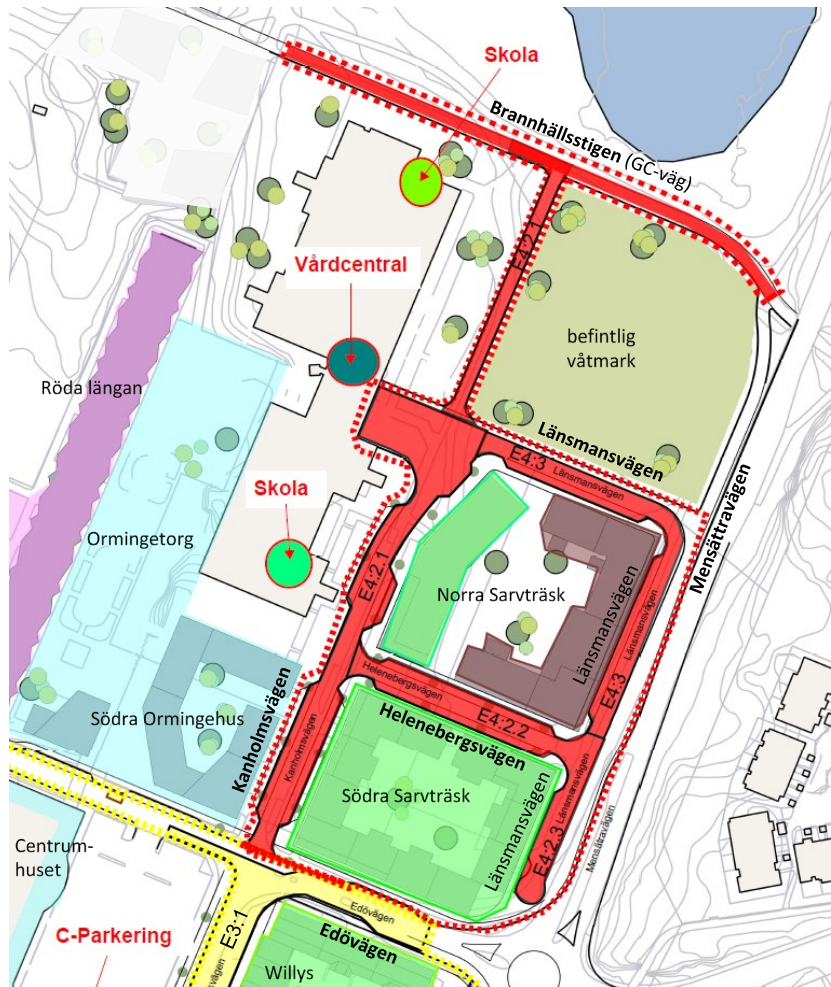 Skola
Brannhällsstigen (GC-väg)
E4:2.1
Vårdcentral
befintlig
våtmark
Röda längan
Länsmansvägen
E4:3
Länsmansvägen
Mensättravägen
Skola
Ormingetorg
E4:2.1
Norra Sarvträsk
Länsmansvägen
Länsmansvägen
E4:3
Helenebergsvägen
E4:2.2
Helenebergsvägen
Södra Ormingehus
Kanholmsvägen
Kanholmsvägen
Södra Sarvträsk
Länsmansvägen
Länsmansvägen
E4:2.3
Mensättravägen
Centrum-
huset
E3:1
Edövägen
Edövägen
C-Parkering
Willys
svägen